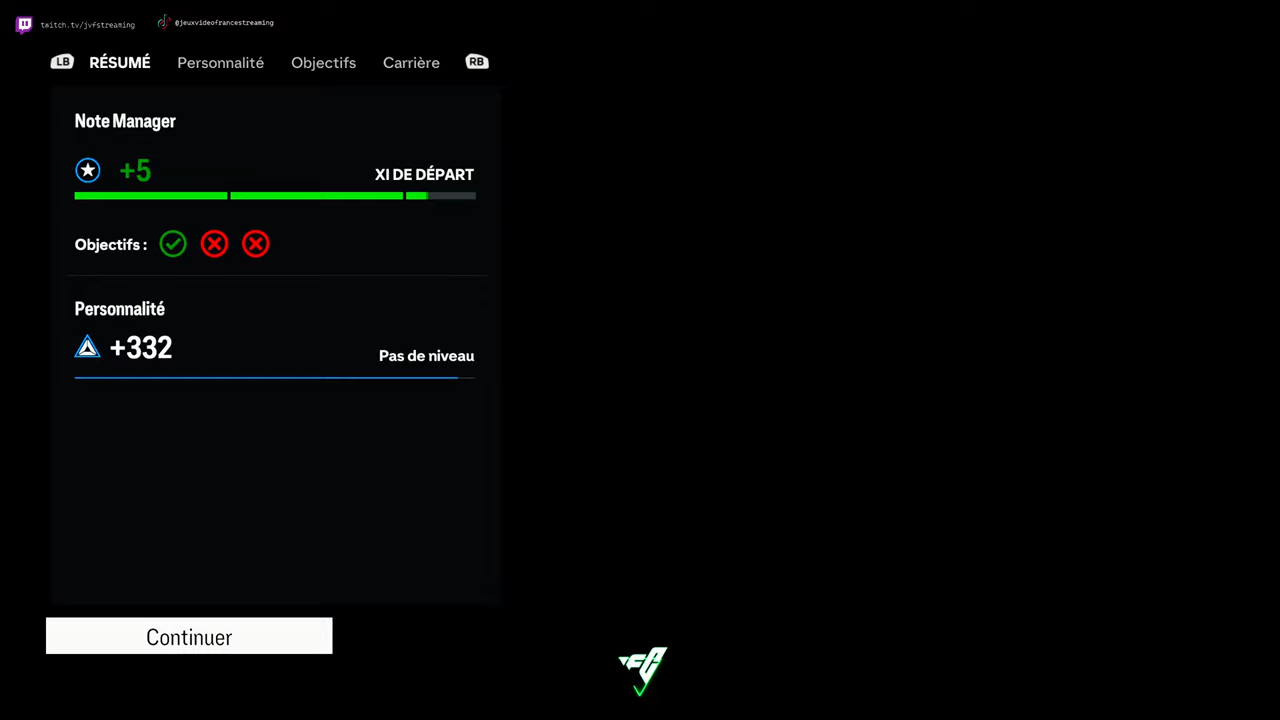 twitch.tv/jvfstreaming
@jeuxvideofrancestreaming
LB RÉSUMÉ Personnalité Objectifs Carrière RB
Note Manager
+5 XI DE DÉPART
Objectifs :
Personnalité
+332 Pas de niveau
Continuer